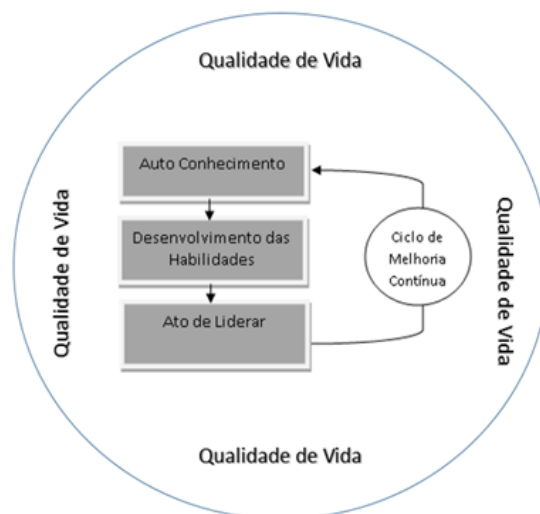 Qualidade de Vida
Auto Conhecimento
Qualidade de Vida
Desenvolvimento das
Habilidades
Ciclo de
Melhoria
Contínua
Qualidade de Vida
Ato de Liderar
Qualidade de Vida